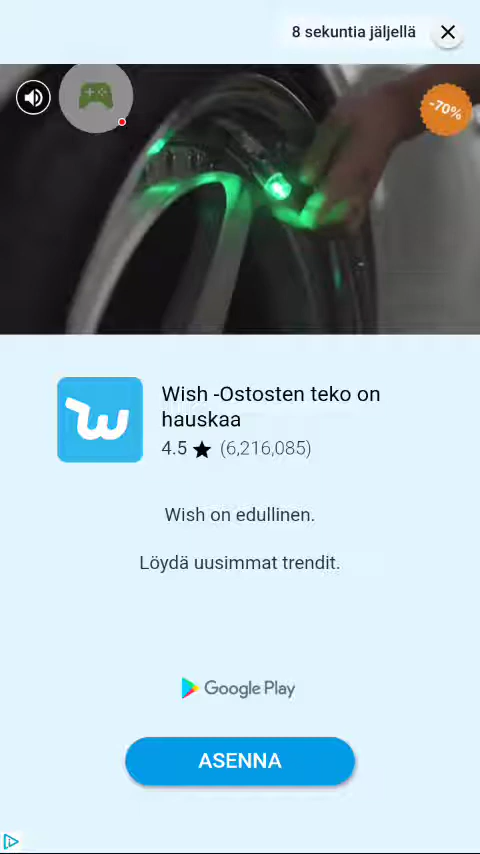 8 sekuntia jäljellä
-70%
Wish -Ostosten teko on
hauskaa
4.5 ★ (6,216,085)
Wish on edullinen.
Löydä uusimmat trendit.
Google Play
ASENNA